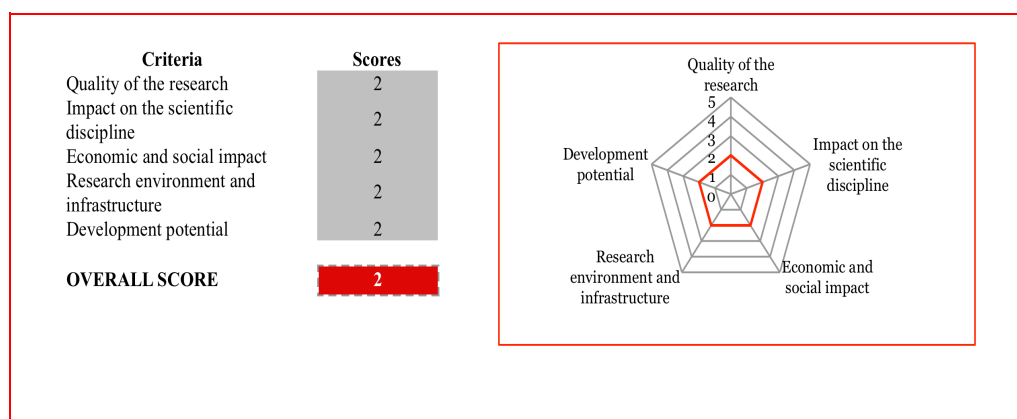 Criteria Scores
Quality of the research 2
Impact on the scientific
discipline 2
Economic and social impact 2
Research environment and
infrastructure 2
Development potential 2
OVERALL SCORE 2
Quality of the
research
5
4
3
2
1
0
Impact on the
scientific
discipline
Economic and
social impact
Research
environment and
infrastructure
Development
potential